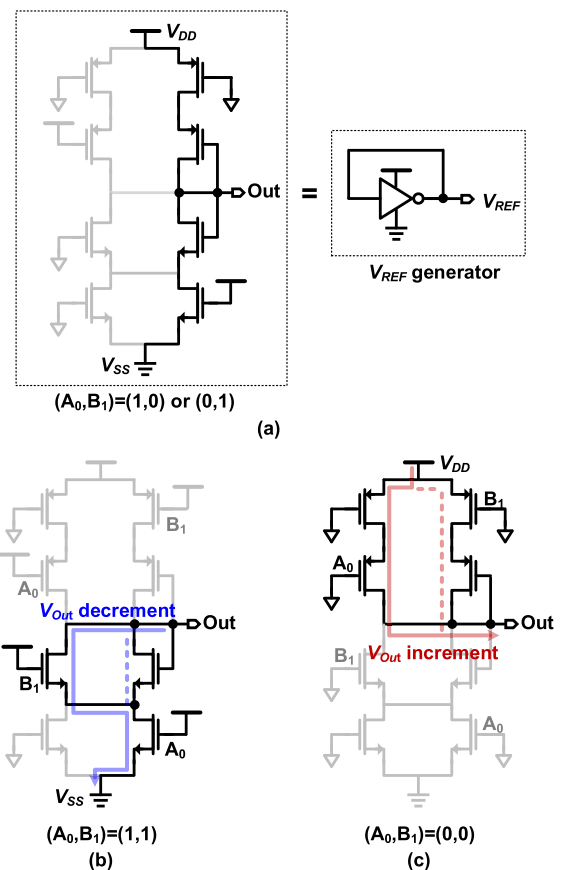 V_DD
Out
=
V_REF
V_REF generator
V_SS
(A₀,B₁)=(1,0) or (0,1)
(a)
B₁
A₀
V_Out decrement
Out
B₁
A₀
V_SS
(A₀,B₁)=(1,1)
(b)
V_DD
B₁
A₀
Out
V_Out increment
B₁
A₀
(A₀,B₁)=(0,0)
(c)